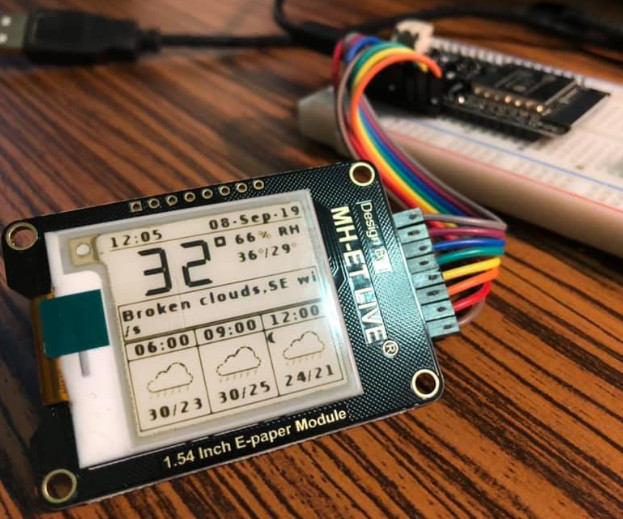 12:05 08-Sep-19
32° 66% RH
36°/29°
Broken clouds,SE wi
/s
06:00 09:00 12:00
30/23 30/25 24/21
Design By
MH-ET LIVE®
1.54 Inch E-paper Module